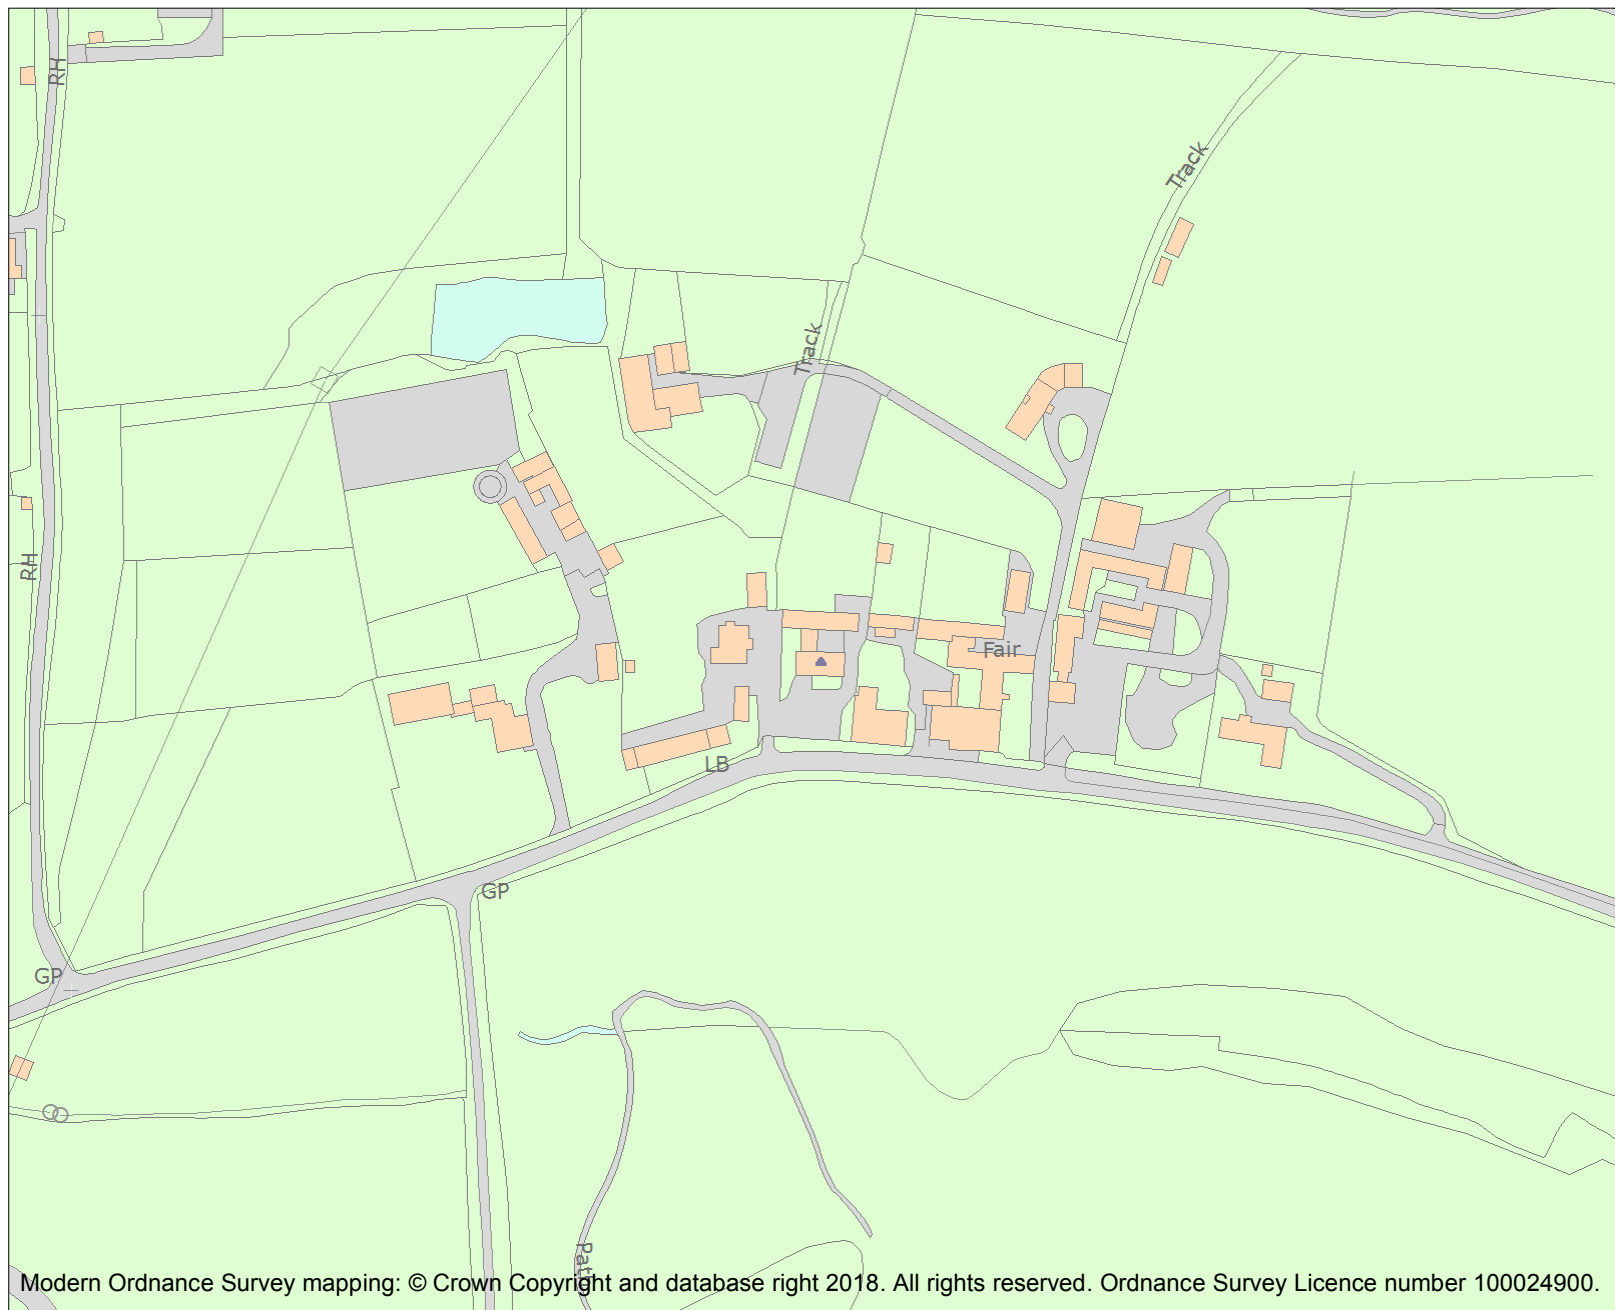 RH
Track
Track
RH
Fair
LB
GP
GP
Modern Ordnance Survey mapping: © Crown Copyright and database right 2018. All rights reserved. Ordnance Survey Licence number 100024900.